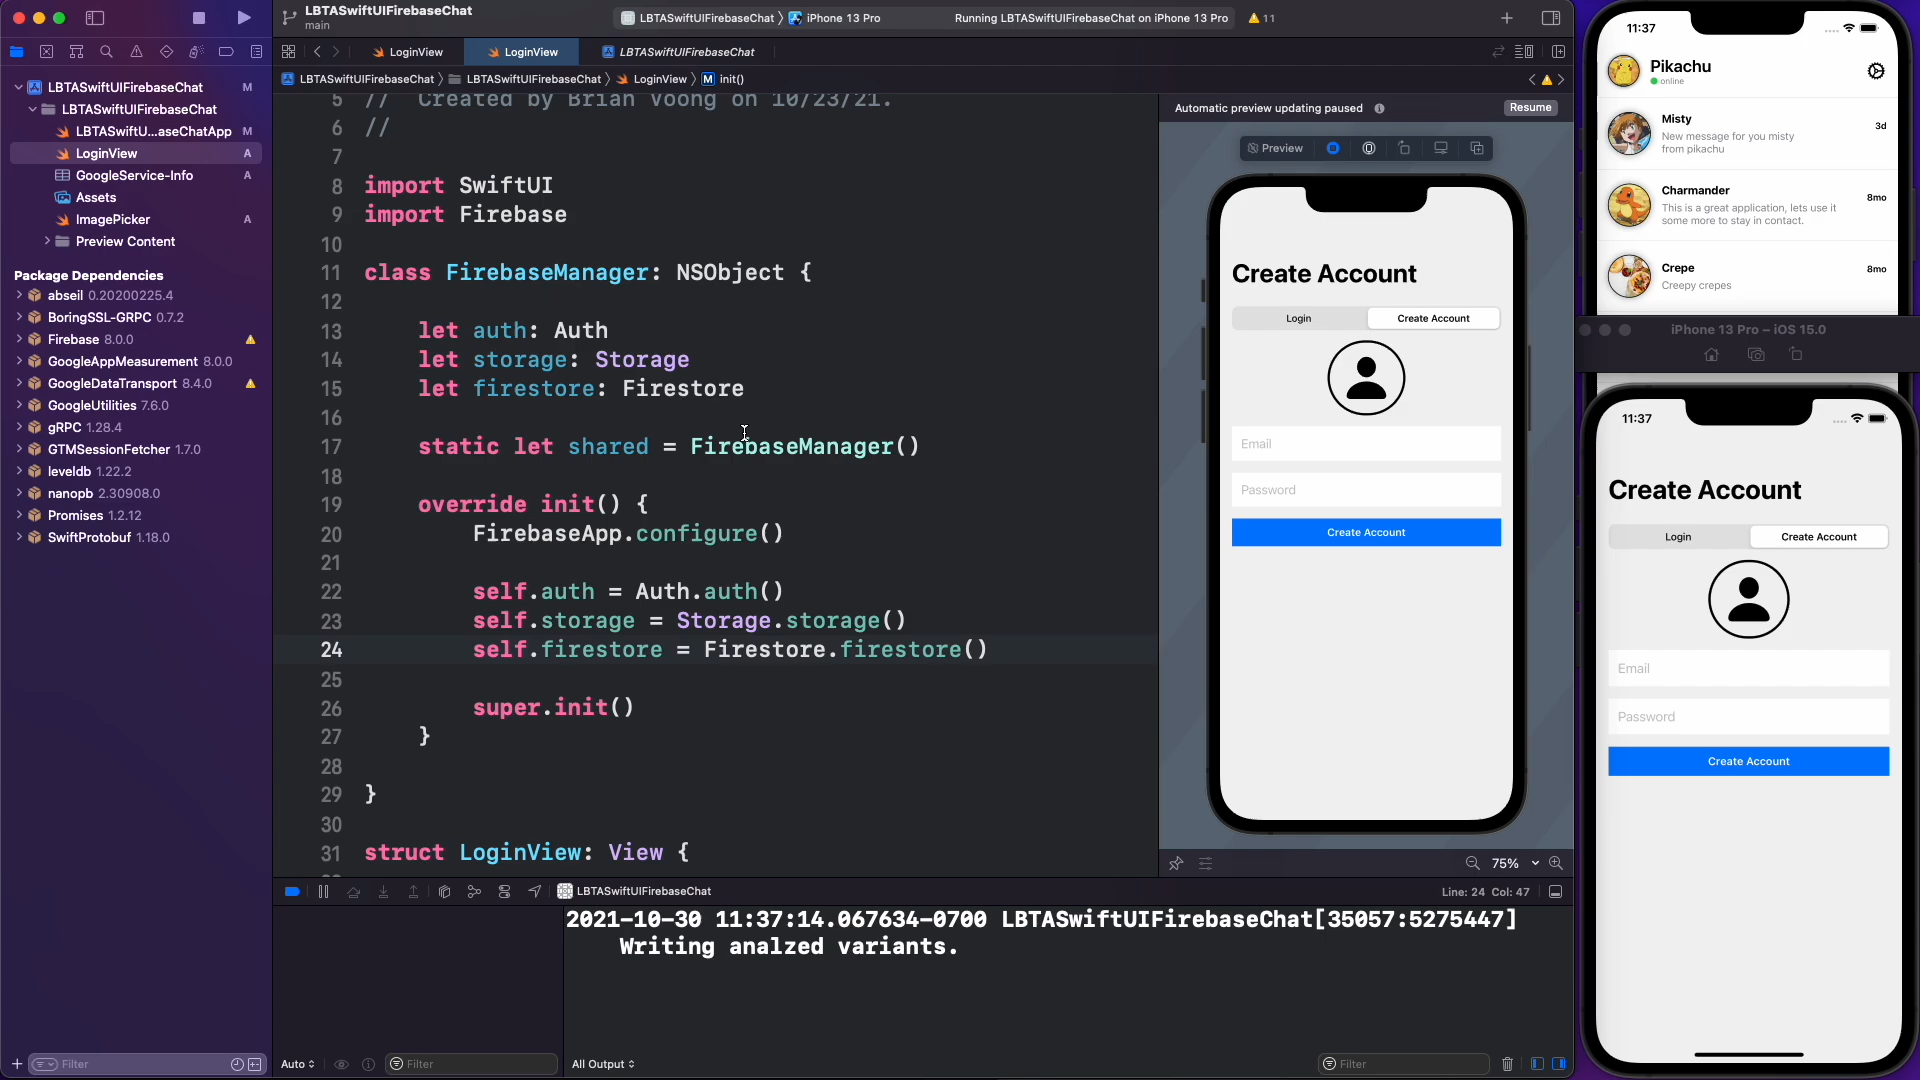 LBTASwiftUIFirebaseChat
main
LBTASwiftUIFirebaseChat 〉 iPhone 13 Pro
Running LBTASwiftUIFirebaseChat on iPhone 13 Pro
11
LoginView
LoginView
LBTASwiftUIFirebaseChat
LBTASwiftUIFirebaseChat 〉 LBTASwiftUIFirebaseChat 〉 LoginView 〉 M init()
LBTASwiftUIFirebaseChat M
LBTASwiftUIFirebaseChat
LBTASwiftU...aseChatApp M
LoginView A
GoogleService-Info A
Assets
ImagePicker A
Preview Content
Package Dependencies
abseil 0.20200225.4
BoringSSL-GRPC 0.7.2
Firebase 8.0.0
GoogleAppMeasurement 8.0.0
GoogleDataTransport 8.4.0
GoogleUtilities 7.6.0
gRPC 1.28.4
GTMSessionFetcher 1.7.0
leveldb 1.22.2
nanopb 2.30908.0
Promises 1.2.12
SwiftProtobuf 1.18.0
Filter
5 //  Created by Brian Voong on 10/23/21.
6 //
7
8 import SwiftUI
9 import Firebase
10
11 class FirebaseManager: NSObject {
12
13     let auth: Auth
14     let storage: Storage
15     let firestore: Firestore
16
17     static let shared = FirebaseManager()
18
19     override init() {
20         FirebaseApp.configure()
21
22         self.auth = Auth.auth()
23         self.storage = Storage.storage()
24         self.firestore = Firestore.firestore()
25
26         super.init()
27     }
28
29 }
30
31 struct LoginView: View {
Automatic preview updating paused
Resume
Preview
Create Account
Login
Create Account
Email
Password
Create Account
75%
LBTASwiftUIFirebaseChat
Line: 24 Col: 47
2021-10-30 11:37:14.067634-0700 LBTASwiftUIFirebaseChat[35057:5275447]
Writing analzed variants.
Auto
Filter
All Output
Filter
11:37
Pikachu
online
Misty
3d
New message for you misty
from pikachu
Charmander
8mo
This is a great application, lets use it
some more to stay in contact.
Crepe
8mo
Creepy crepes
iPhone 13 Pro – iOS 15.0
11:37
Create Account
Login
Create Account
Email
Password
Create Account